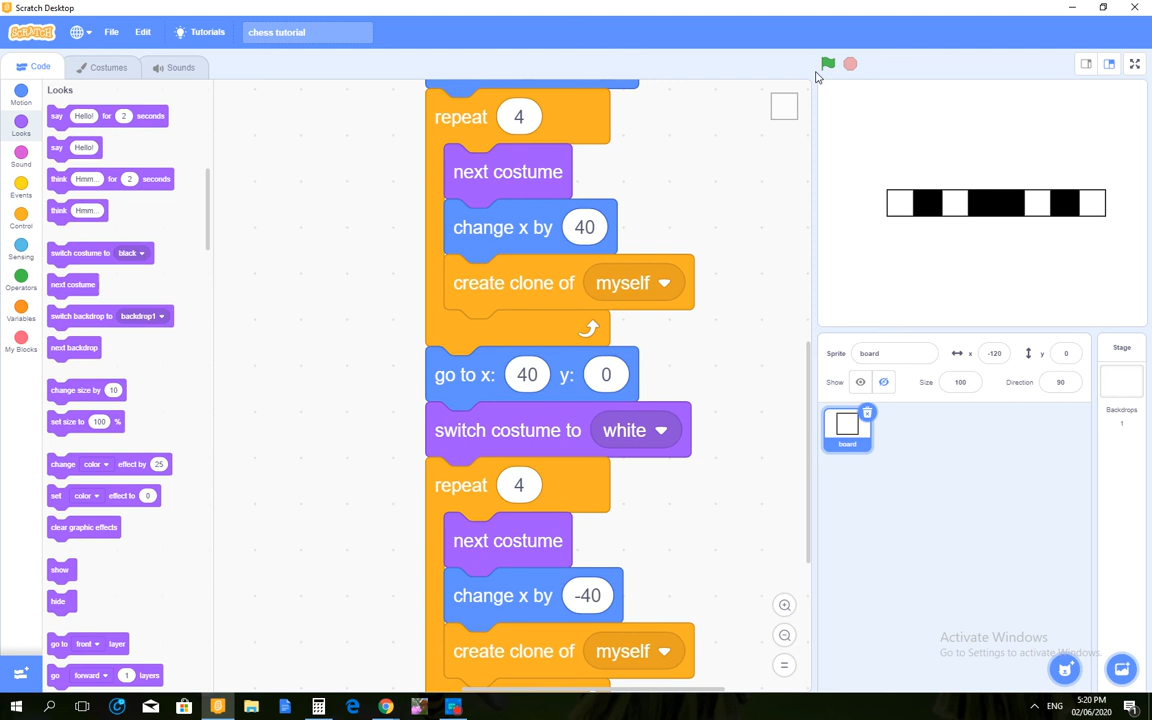 Scratch Desktop
SCRATCH
File
Edit
Tutorials
chess tutorial
Code
Costumes
Sounds
Motion
Looks
Sound
Events
Control
Sensing
Operators
Variables
My Blocks
Looks
say Hello! for 2 seconds
say Hello!
think Hmm... for 2 seconds
think Hmm...
switch costume to black
next costume
switch backdrop to backdrop1
next backdrop
change size by 10
set size to 100 %
change color effect by 25
set color effect to 0
clear graphic effects
show
hide
go to front layer
go forward 1 layers
repeat 4
next costume
change x by 40
create clone of myself
go to x: 40 y: 0
switch costume to white
repeat 4
next costume
change x by -40
create clone of myself
Sprite board x -120 y 0
Show Size 100 Direction 90
board
Stage
Backdrops
1
Activate Windows
Go to Settings to activate Windows.
ENG
5:20 PM
02/06/2020
1